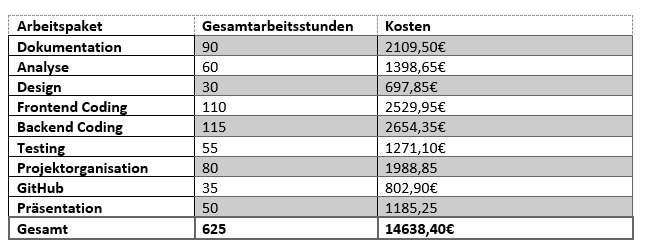 Arbeitspaket Gesamtarbeitsstunden Kosten
Dokumentation 90 2109,50€
Analyse 60 1398,65€
Design 30 697,85€
Frontend Coding 110 2529,95€
Backend Coding 115 2654,35€
Testing 55 1271,10€
Projektorganisation 80 1988,85
GitHub 35 802,90€
Präsentation 50 1185,25
Gesamt 625 14638,40€